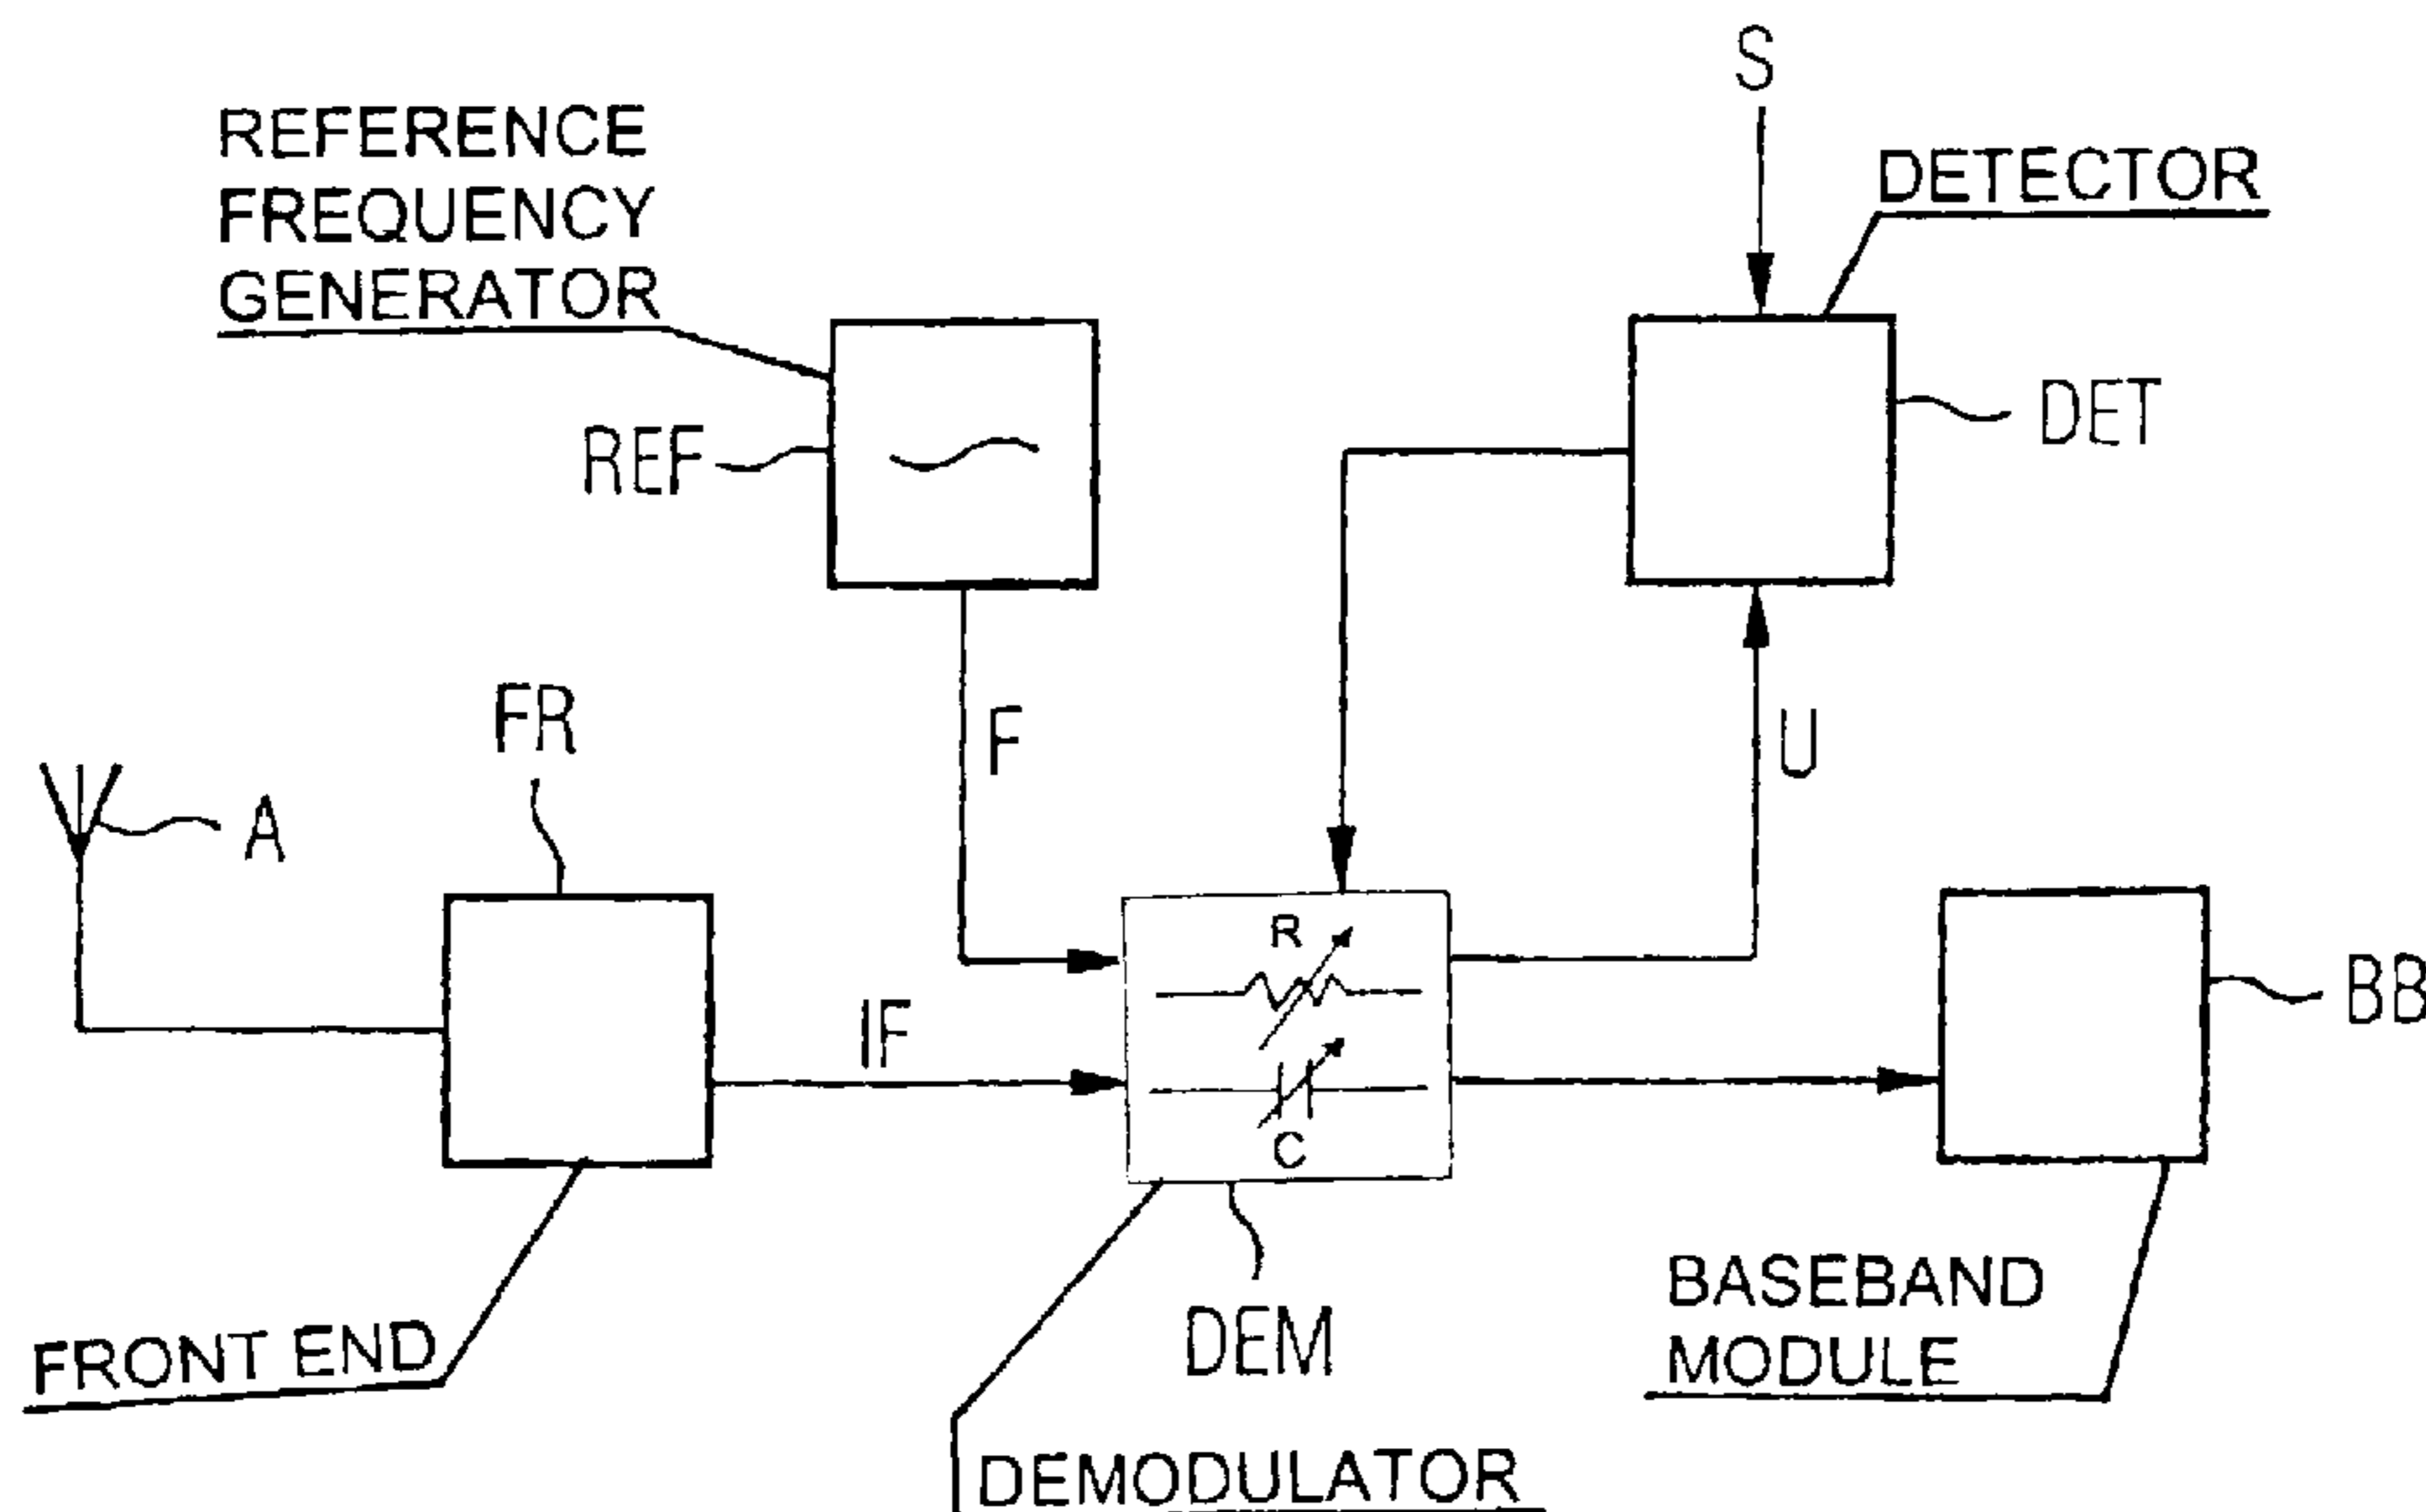 S
REFERENCE
FREQUENCY
GENERATOR
DETECTOR
REF
DET
FR
F
U
A
R
IF
BB
C
DEM
BASEBAND
MODULE
FRONT END
DEMODULATOR